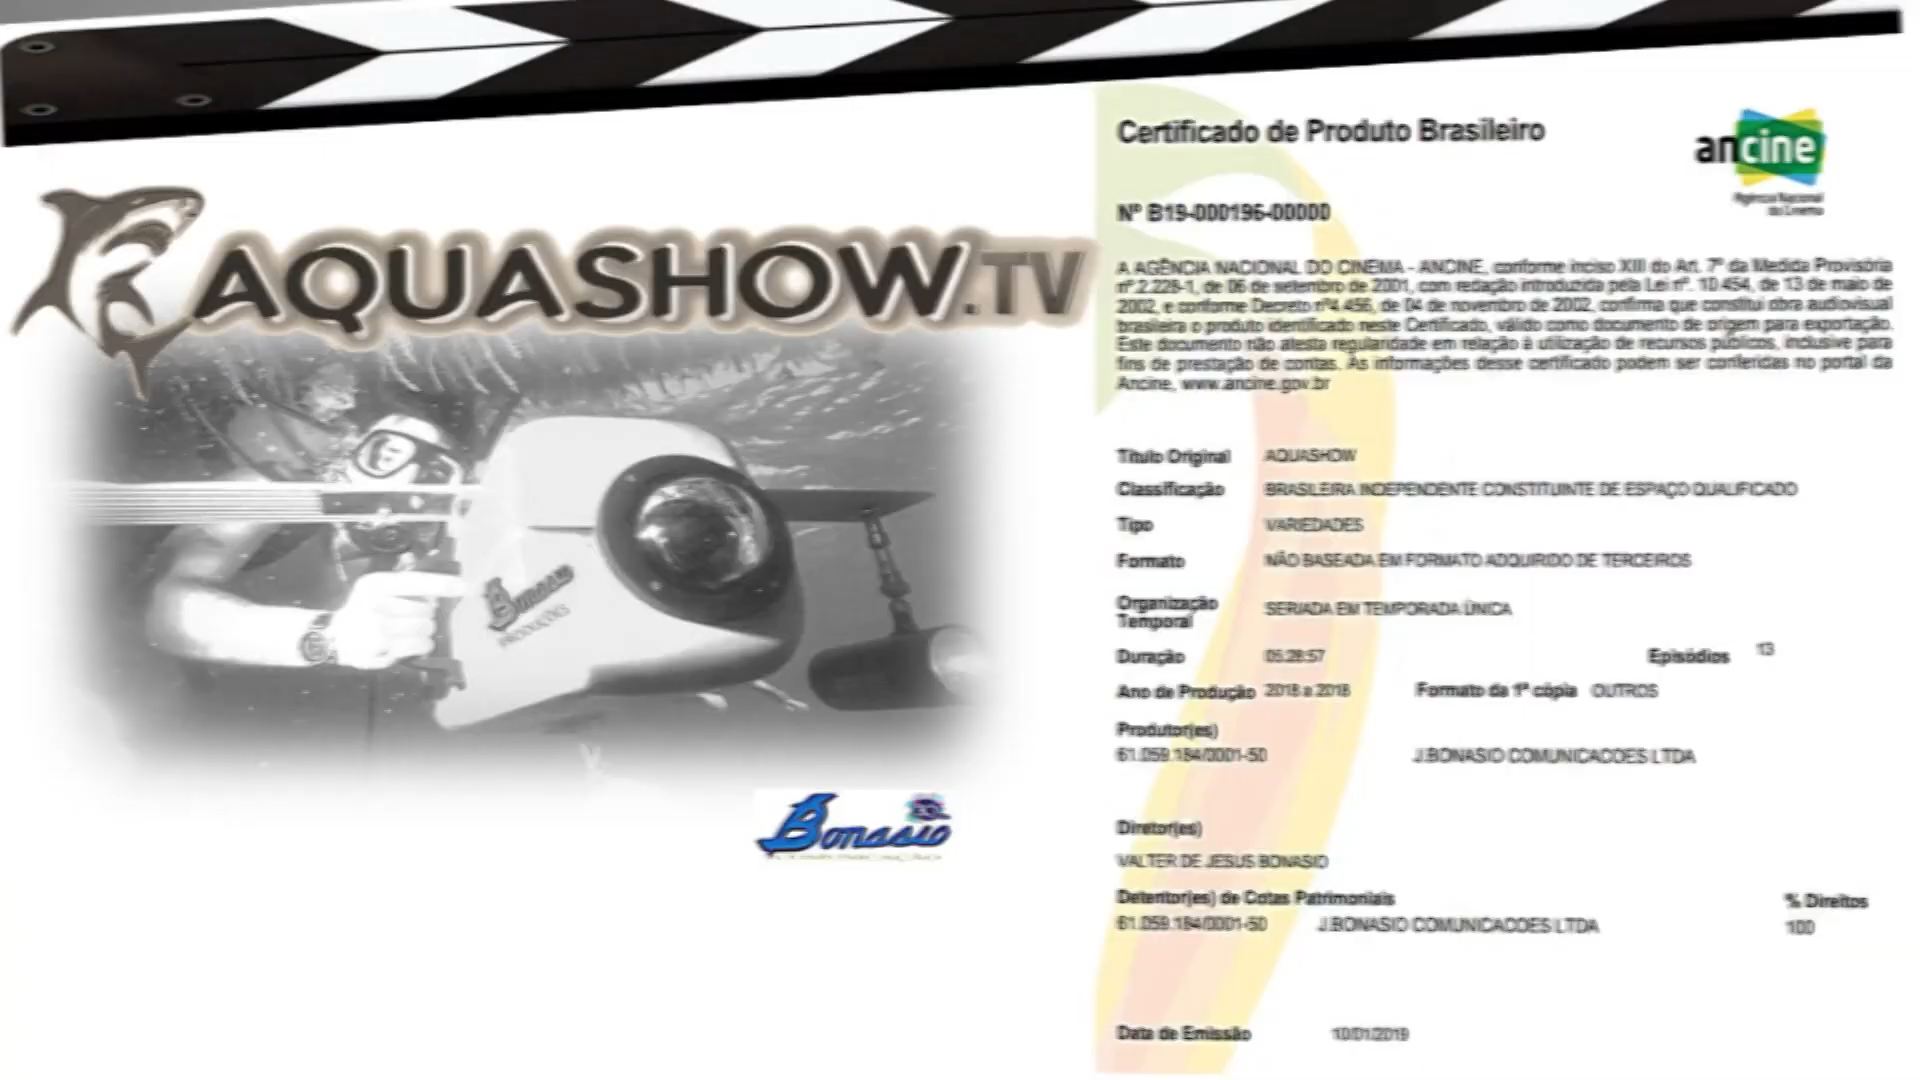 AQUASHOW.TV
Bonasio
PRODUÇÕES
Bonasio
Certificado de Produto Brasileiro
ancine
Agência Nacional
do Cinema
Nº B19-000196-00000
A AGÊNCIA NACIONAL DO CINEMA - ANCINE, conforme inciso XIII do Art. 7º da Medida Provisória
nº.2.228-1, de 06 de setembro de 2001, com redação introduzida pela Lei nº. 10.454, de 13 de maio de
2002, e conforme Decreto nº4.456, de 04 de novembro de 2002, confirma que constitui obra audiovisual
brasileira o produto identificado neste Certificado, válido como documento de origem para exportação.
Este documento não atesta regularidade em relação à utilização de recursos públicos, inclusive para
fins de prestação de contas. As informações desse certificado podem ser conferidas no portal da
Ancine, www.ancine.gov.br
Título Original AQUASHOW
Classificação BRASILEIRA INDEPENDENTE CONSTITUINTE DE ESPAÇO QUALIFICADO
Tipo VARIEDADES
Formato NÃO BASEADA EM FORMATO ADQUIRIDO DE TERCEIROS
Organização
Temporal SERIADA EM TEMPORADA ÚNICA
Duração 05:28:57 Episódios 13
Ano de Produção 2018 a 2018 Formato da 1ª cópia OUTROS
Produtor(es)
61.059.184/0001-50 J.BONASIO COMUNICACOES LTDA
Diretor(es)
VALTER DE JESUS BONASIO
Detentor(es) de Cotas Patrimoniais % Direitos
61.059.184/0001-50 J.BONASIO COMUNICACOES LTDA 100
Data de Emissão 10/01/2019